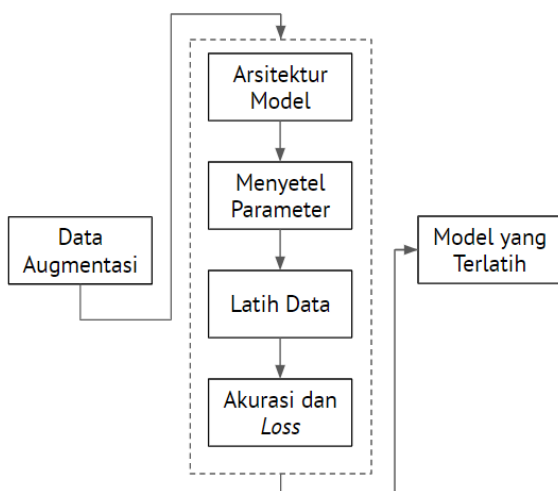 Data
Augmentasi
Arsitektur
Model
Menyetel
Parameter
Latih Data
Akurasi dan
Loss
Model yang
Terlatih